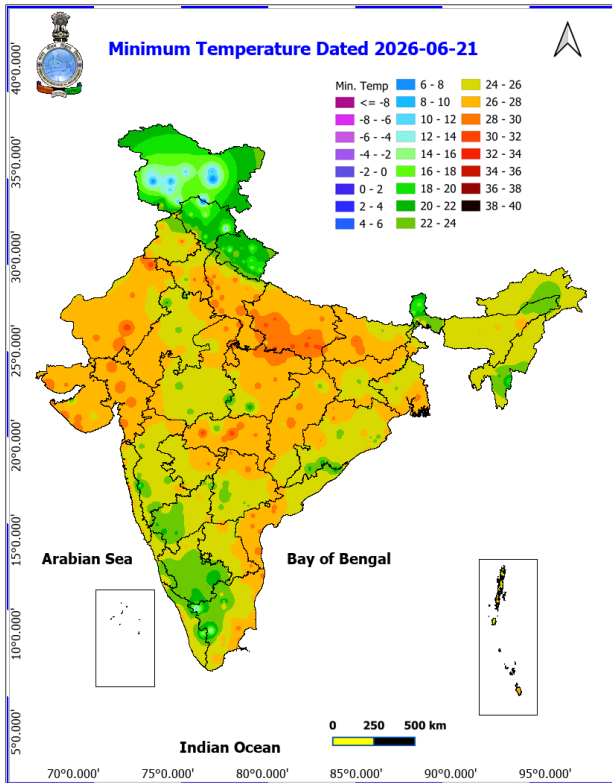 Minimum Temperature Dated 2026-06-21
Min. Temp
<= -8
-8 - -6
-6 - -4
-4 - -2
-2 - 0
0 - 2
2 - 4
4 - 6
6 - 8
8 - 10
10 - 12
12 - 14
14 - 16
16 - 18
18 - 20
20 - 22
22 - 24
24 - 26
26 - 28
28 - 30
30 - 32
32 - 34
34 - 36
36 - 38
38 - 40
40°0.000'
35°0.000'
30°0.000'
25°0.000'
20°0.000'
15°0.000'
10°0.000'
5°0.000'
Arabian Sea
Bay of Bengal
Indian Ocean
0 250 500 km
70°0.000' 75°0.000' 80°0.000' 85°0.000' 90°0.000' 95°0.000'